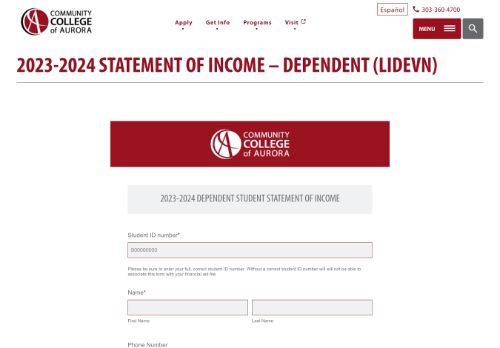 COMMUNITY
COLLEGE
of AURORA
Español
303-360-4700
Apply
Get Info
Programs
Visit
MENU
2023-2024 STATEMENT OF INCOME – DEPENDENT (LIDEVN)
COMMUNITY
COLLEGE
OF AURORA
2023-2024 DEPENDENT STUDENT STATEMENT OF INCOME
Student ID number*
S00000000
Please be sure to enter your full, correct student ID number. Without a correct student ID number will not be able to
associate this form with your financial aid file.
Name*
First Name
Last Name
Phone Number